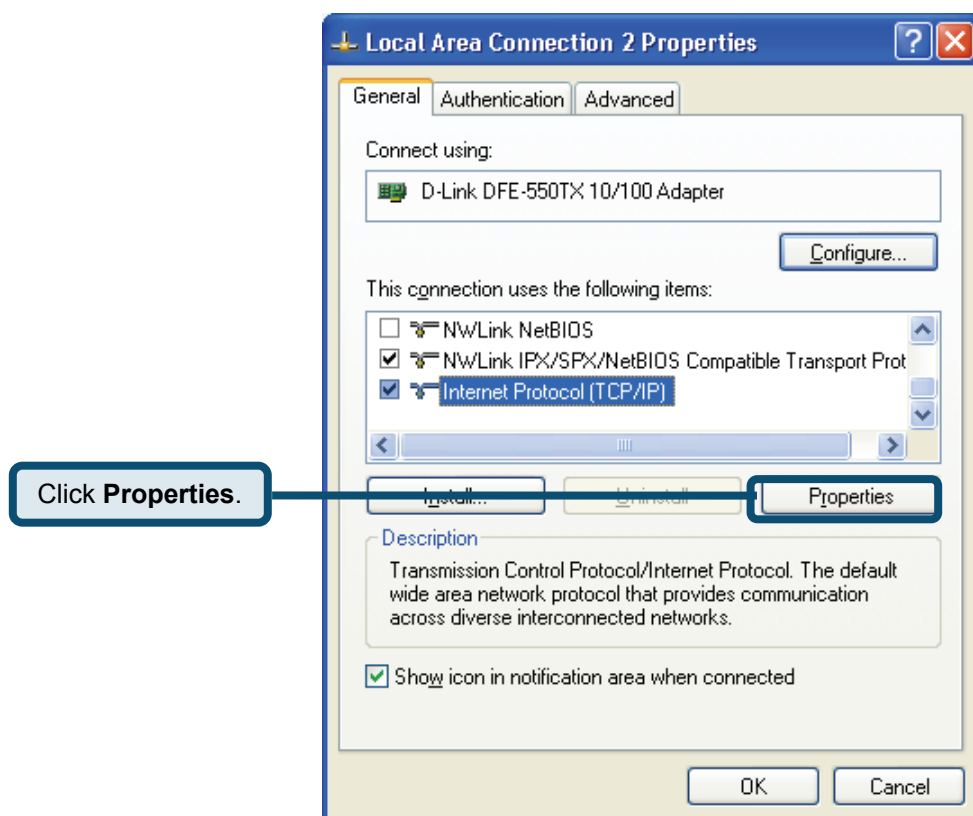 Local Area Connection 2 Properties
General Authentication Advanced
Connect using:
D-Link DFE-550TX 10/100 Adapter
Configure...
This connection uses the following items:
NWLink NetBIOS
NWLink IPX/SPX/NetBIOS Compatible Transport Prot
Internet Protocol (TCP/IP)
Click Properties.
Install... Uninstall Properties
Description
Transmission Control Protocol/Internet Protocol. The default
wide area network protocol that provides communication
across diverse interconnected networks.
Show icon in notification area when connected
OK Cancel